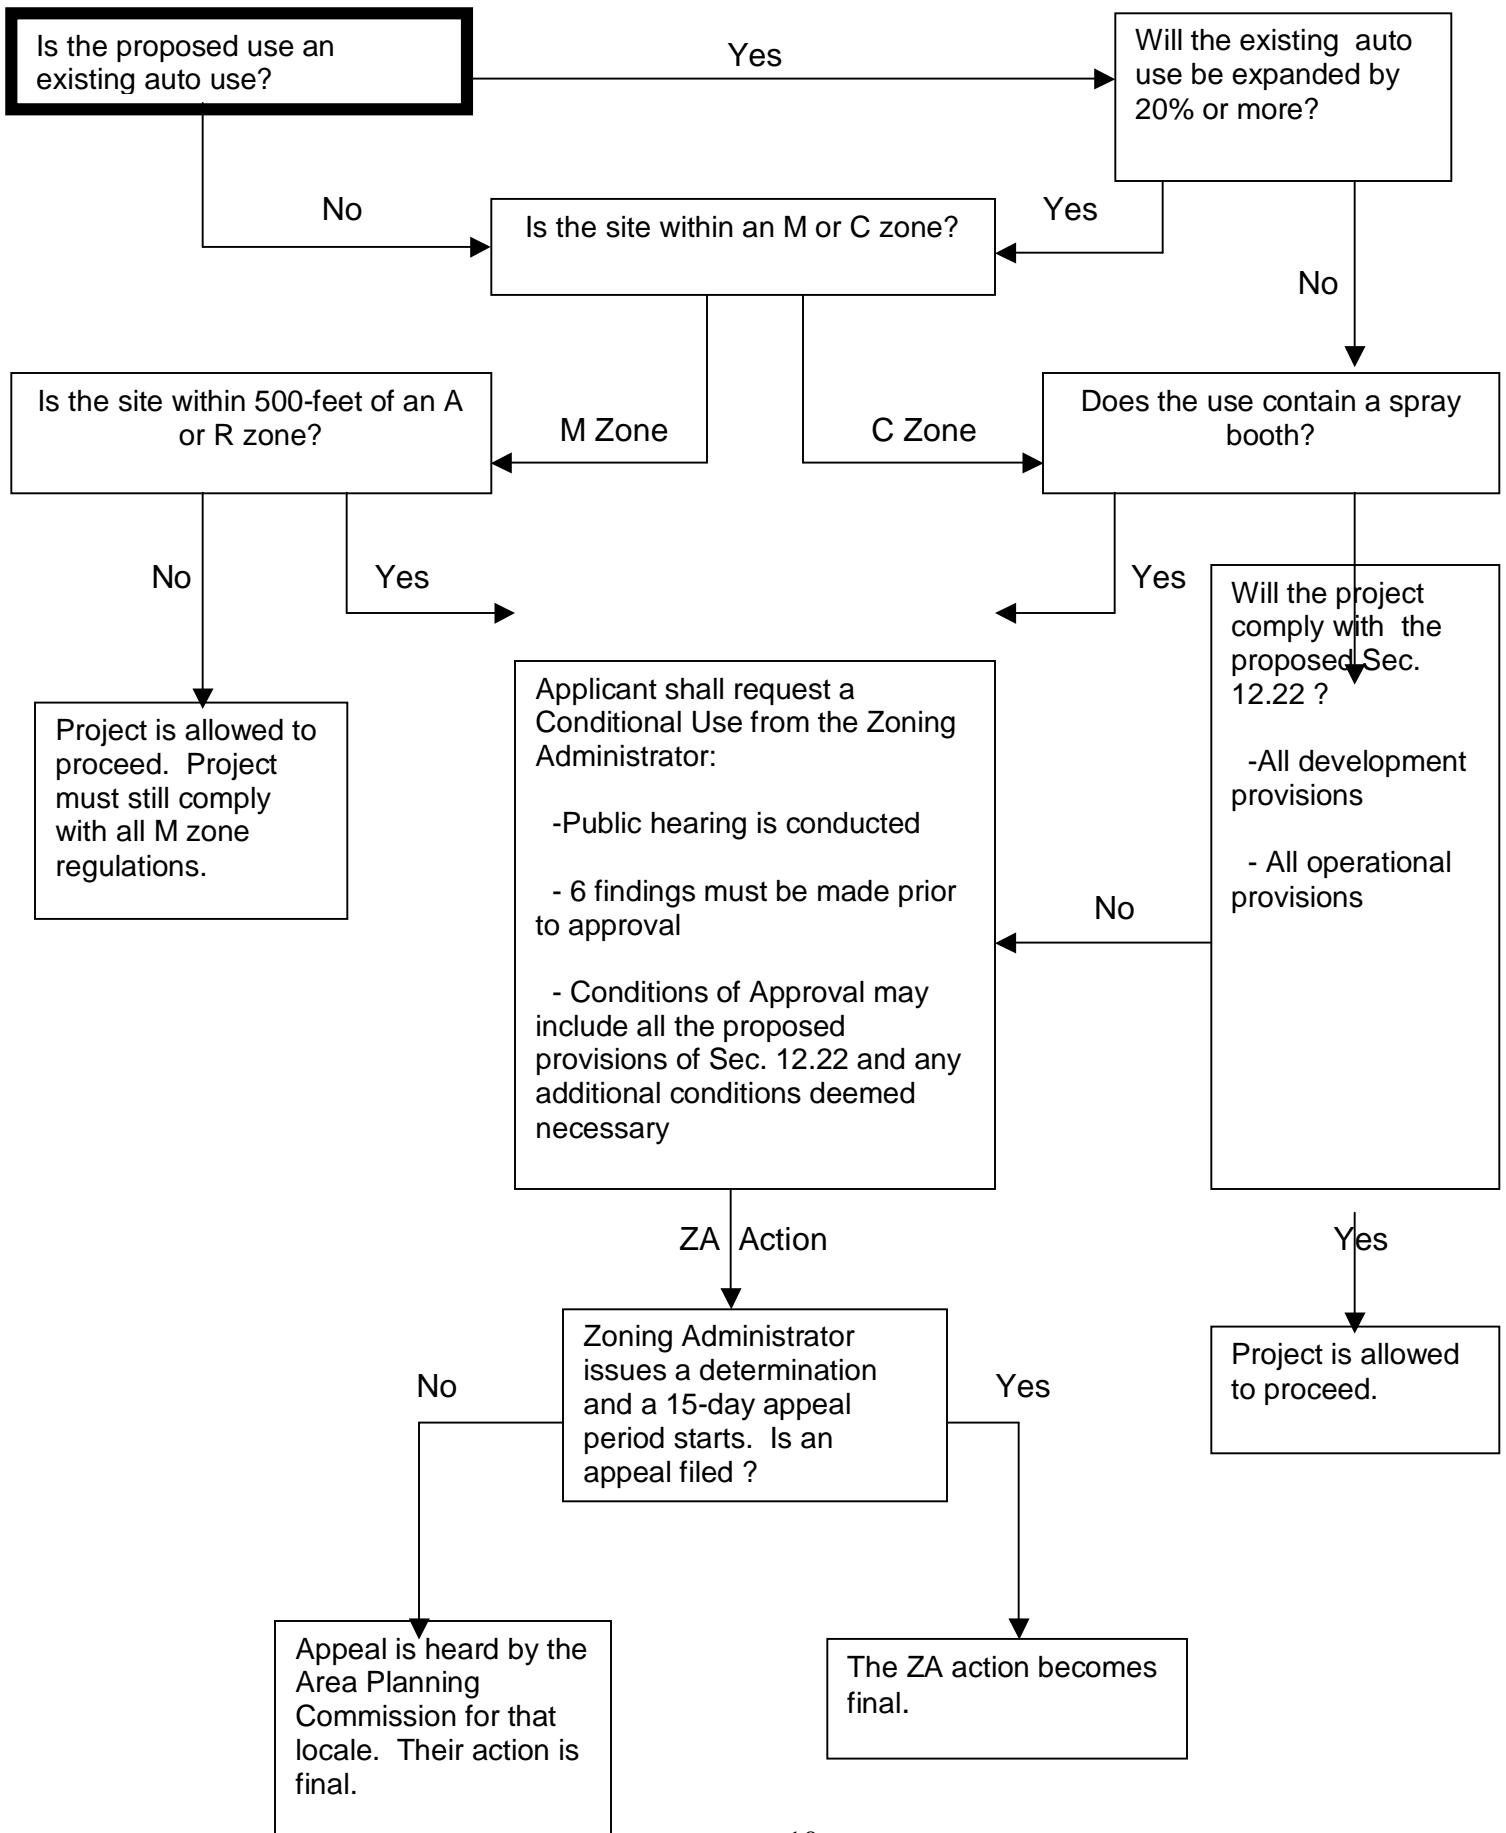 Is the proposed use an
existing auto use?
Yes
Will the existing  auto
use be expanded by
20% or more?
No
Is the site within an M or C zone?
Yes
No
Is the site within 500-feet of an A
or R zone?
M Zone
C Zone
Does the use contain a spray
booth?
No
Yes
Yes
Will the project
comply with  the
proposed Sec.
12.22 ?
-All development
provisions
- All operational
provisions
Project is allowed to
proceed.  Project
must still comply
with all M zone
regulations.
Applicant shall request a
Conditional Use from the Zoning
Administrator:
-Public hearing is conducted
- 6 findings must be made prior
to approval
- Conditions of Approval may
include all the proposed
provisions of Sec. 12.22 and any
additional conditions deemed
necessary
No
ZA Action
Yes
Zoning Administrator
issues a determination
and a 15-day appeal
period starts.  Is an
appeal filed ?
No
Yes
Project is allowed
to proceed.
Appeal is heard by the
Area Planning
Commission for that
locale.  Their action is
final.
The ZA action becomes
final.